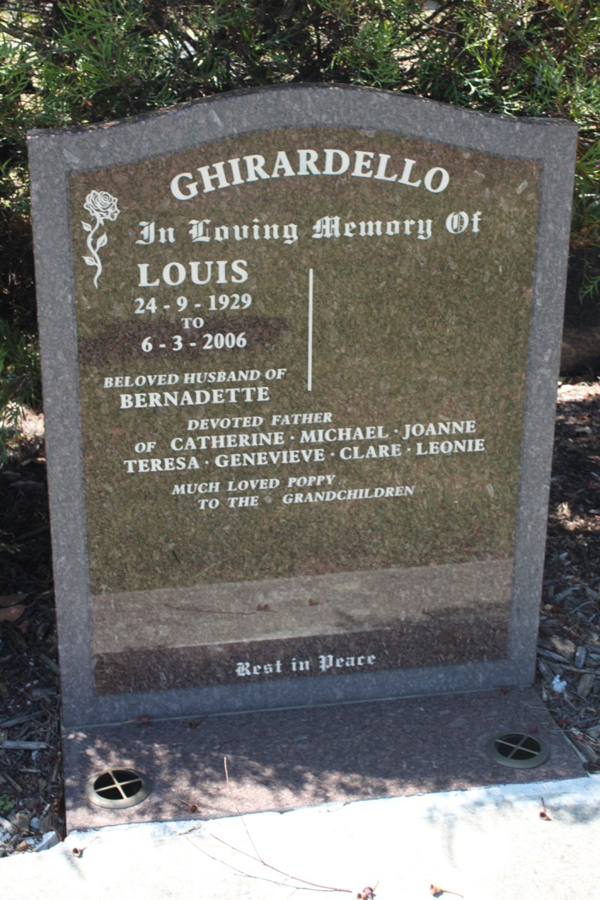 GHIRARDELLO
In Loving Memory Of
LOUIS
24 - 9 - 1929
TO
6 - 3 - 2006
BELOVED HUSBAND OF
BERNADETTE
DEVOTED FATHER
OF CATHERINE · MICHAEL · JOANNE
TERESA · GENEVIEVE · CLARE · LEONIE
MUCH LOVED POPPY
TO THE GRANDCHILDREN
Rest in Peace